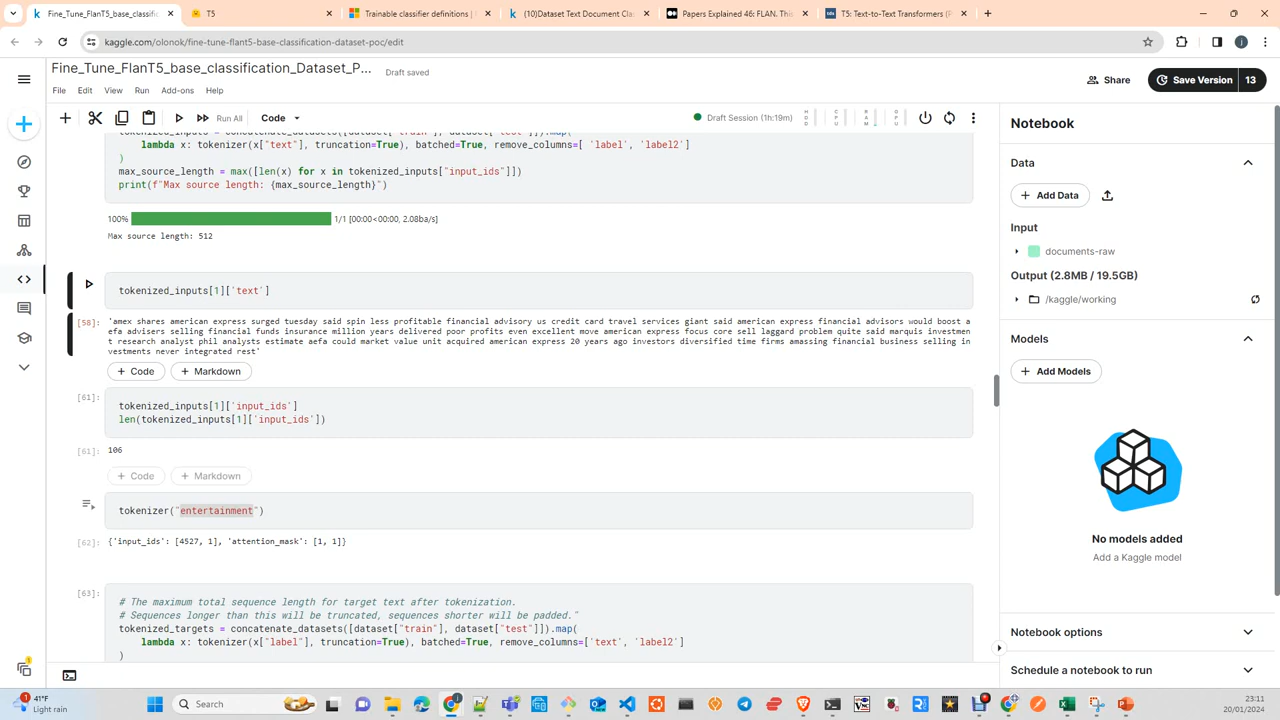 Fine_Tune_FlanT5_base_classific
T5
Trainable classifier definitions | M
(10)Dataset Text Document Clas
Papers Explained 46: FLAN. This
T5: Text-to-Text Transformers (P
kaggle.com/olonok/fine-tune-flant5-base-classification-dataset-poc/edit
Fine_Tune_FlanT5_base_classification_Dataset_P...
Draft saved
Share
Save Version
13
File Edit View Run Add-ons Help
Run All
Code
Draft Session (1h:19m)
Notebook
tokenized_inputs = concatenate_datasets([dataset["train"], dataset["test"]]).map(
lambda x: tokenizer(x["text"], truncation=True), batched=True, remove_columns=[ 'label', 'label2']
)
max_source_length = max([len(x) for x in tokenized_inputs["input_ids"]])
print(f"Max source length: {max_source_length}")
100%
1/1 [00:00<00:00, 2.08ba/s]
Max source length: 512
tokenized_inputs[1]['text']
[58]:
'amex shares american express surged tuesday said spin less profitable financial advisory us credit card travel services giant said american express financial advisors would boost a
efa advisers selling financial funds insurance million years delivered poor profits even excellent move american express focus core sell laggard problem quite said marquis investmen
t research analyst phil analysts estimate aefa could market value unit acquired american express 20 years ago investors diversified time firms amassing financial business selling in
vestments never integrated rest'
+ Code
+ Markdown
[61]:
tokenized_inputs[1]['input_ids']
len(tokenized_inputs[1]['input_ids'])
[61]:
106
+ Code
+ Markdown
tokenizer("entertainment")
[62]:
{'input_ids': [4527, 1], 'attention_mask': [1, 1]}
[63]:
# The maximum total sequence length for target text after tokenization.
# Sequences longer than this will be truncated, sequences shorter will be padded."
tokenized_targets = concatenate_datasets([dataset["train"], dataset["test"]]).map(
lambda x: tokenizer(x["label"], truncation=True), batched=True, remove_columns=['text', 'label2']
)
Data
+ Add Data
Input
documents-raw
Output (2.8MB / 19.5GB)
/kaggle/working
Models
+ Add Models
No models added
Add a Kaggle model
Notebook options
Schedule a notebook to run
41°F
Light rain
Search
23:11
20/01/2024